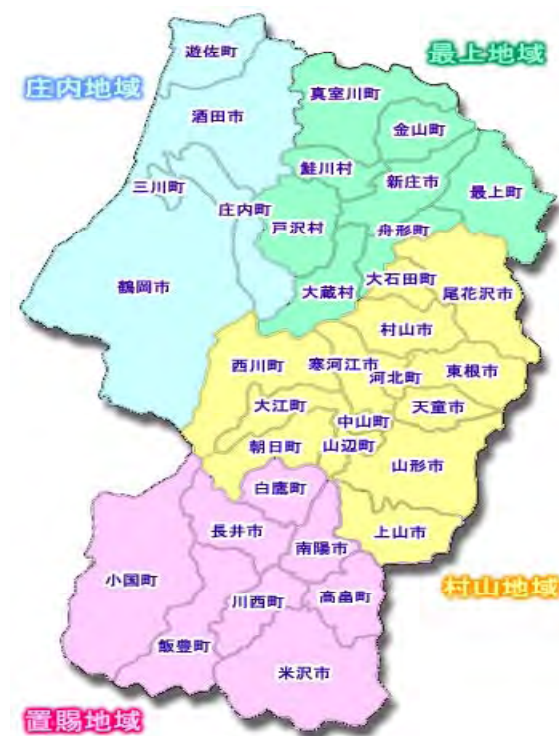 遊佐町
最上地域
庄内地域
真室川町
酒田市
金山町
鮭川村
新庄市
三川町
最上町
庄内町
戸沢村
舟形町
大石田町
鶴岡市
大蔵村
尾花沢市
村山市
西川町
寒河江市
河北町
東根市
大江町
天童市
中山町
朝日町
山辺町
山形市
白鷹町
長井市
上山市
南陽市
小国町
村山地域
川西町
高畠町
飯豊町
米沢市
置賜地域